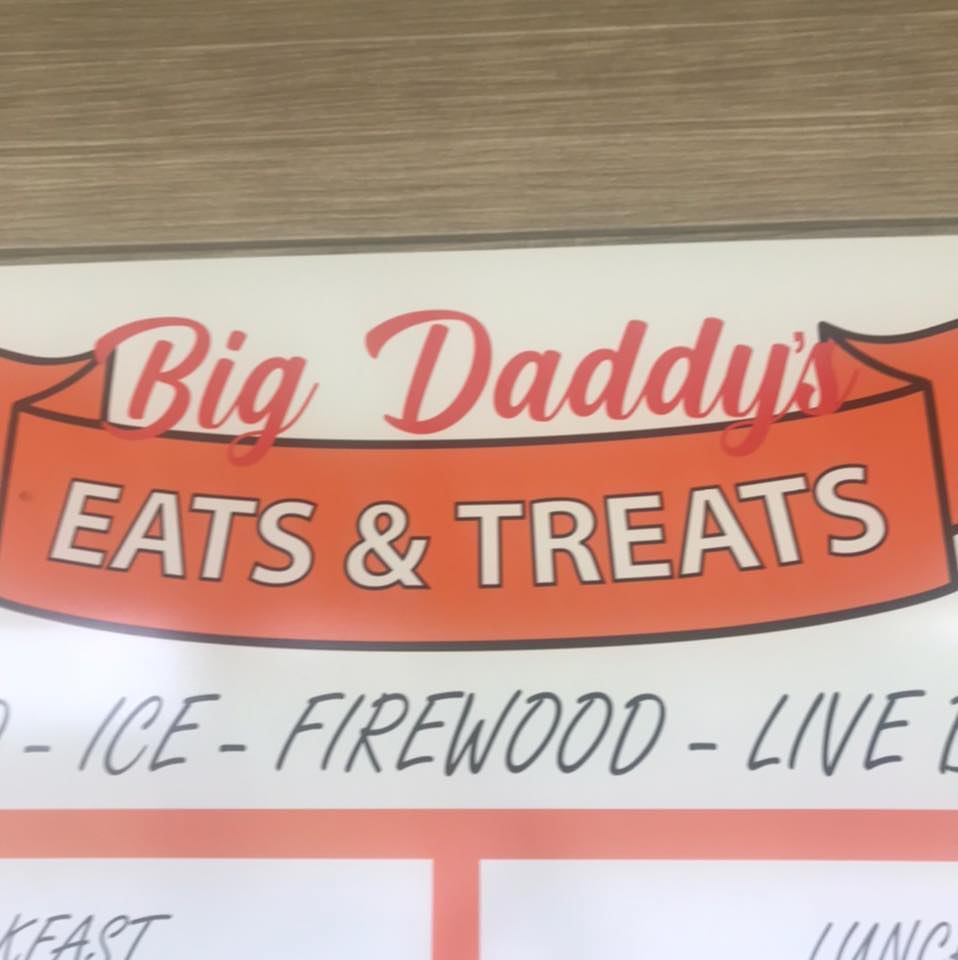 Big Daddy's
EATS & TREATS
- ICE - FIREWOOD - LIVE